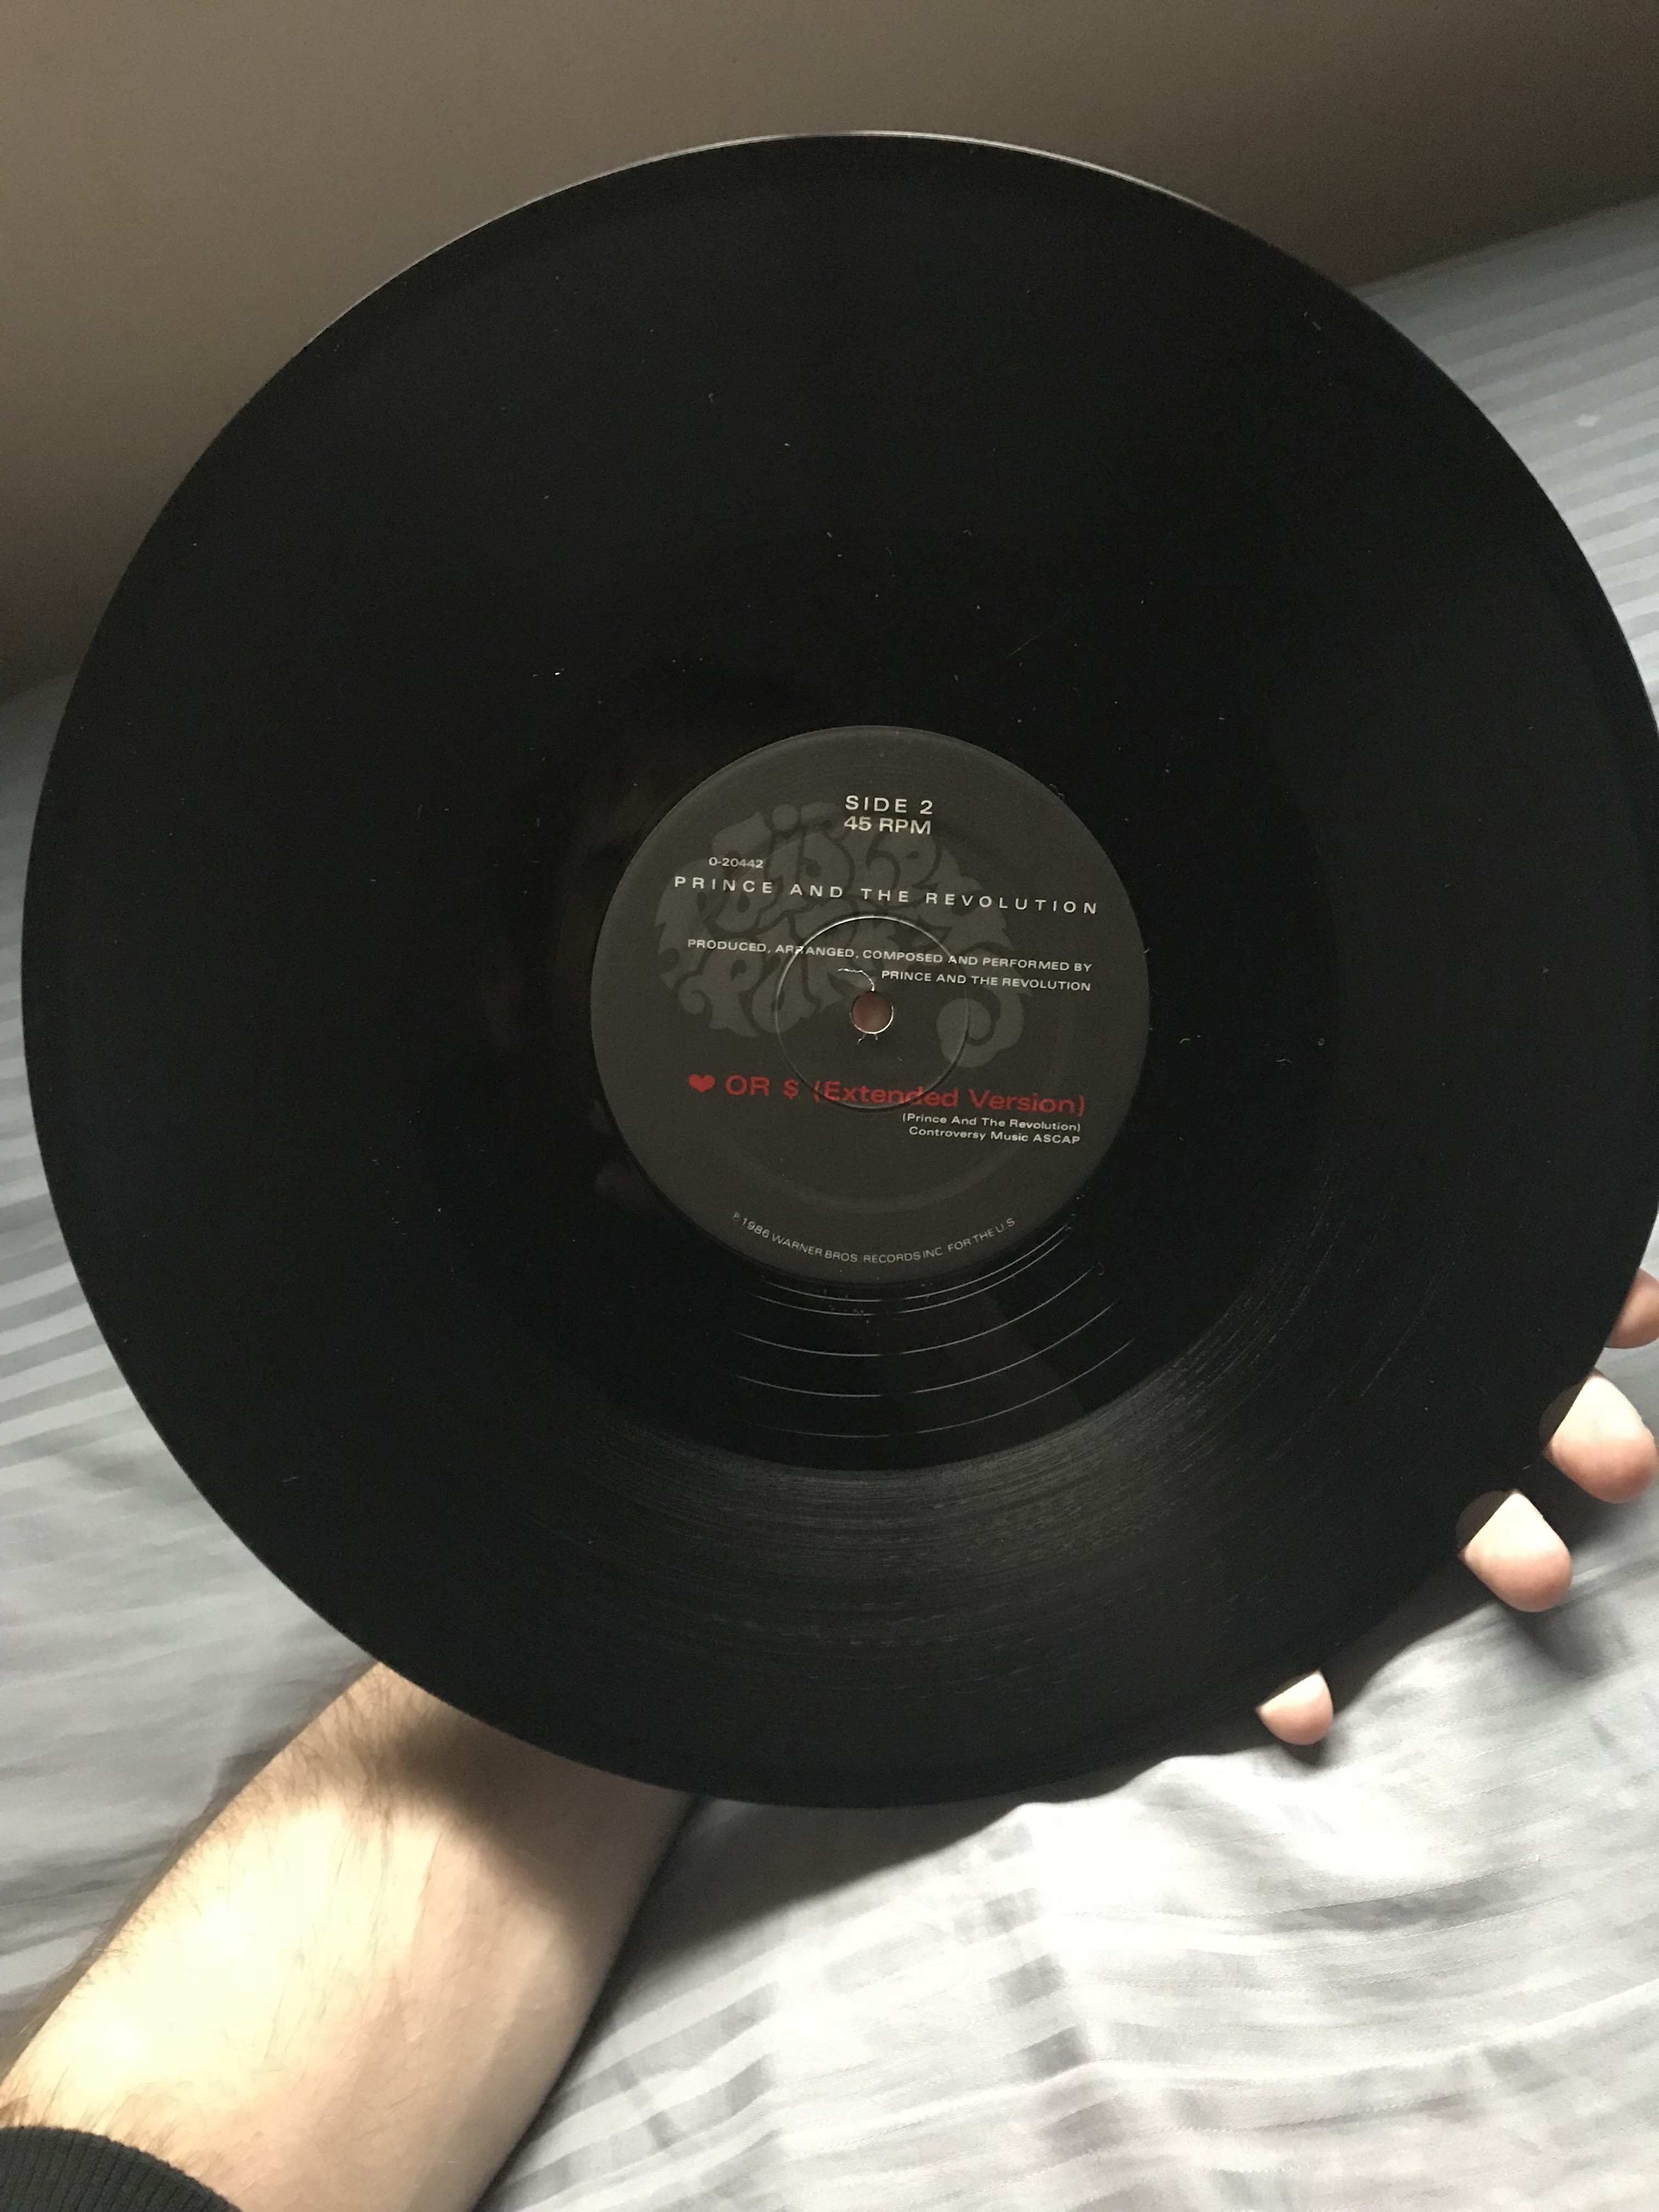 SIDE 2
45 RPM
0-20442
PRINCE AND THE REVOLUTION
PRODUCED, ARRANGED, COMPOSED AND PERFORMED BY
PRINCE AND THE REVOLUTION
❤ OR $ (Extended Version)
(Prince And The Revolution)
Controversy Music ASCAP
℗ 1986 WARNER BROS. RECORDS INC. FOR THE U.S.